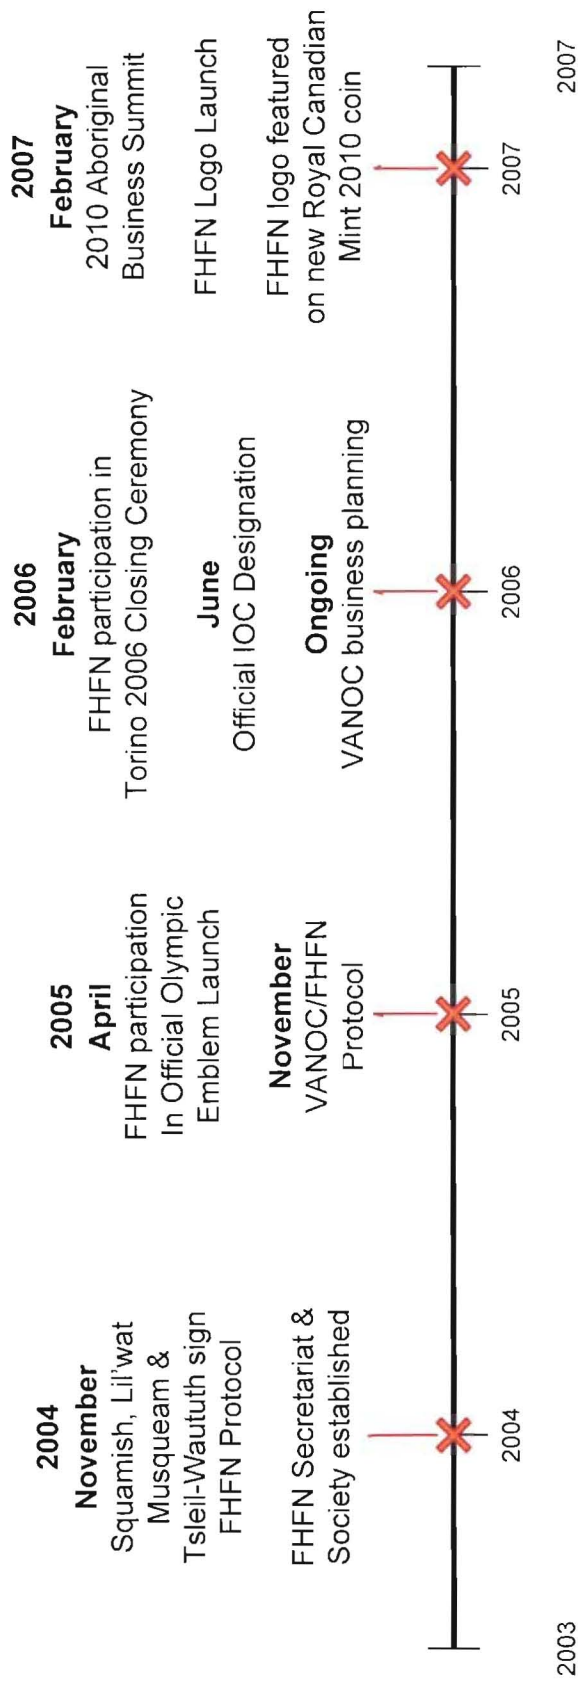 2004
November
Squamish, Lil'wat
Musqueam &
Tsleil-Waututh sign
FHFN Protocol
FHFN Secretariat &
Society established
2005
April
FHFN participation
In Official Olympic
Emblem Launch
November
VANOC/FHFN
Protocol
2006
February
FHFN participation in
Torino 2006 Closing Ceremony
June
Official IOC Designation
Ongoing
VANOC business planning
2007
February
2010 Aboriginal
Business Summit
FHFN Logo Launch
FHFN logo featured
on new Royal Canadian
Mint 2010 coin
2004
2005
2006
2007
2003
2007